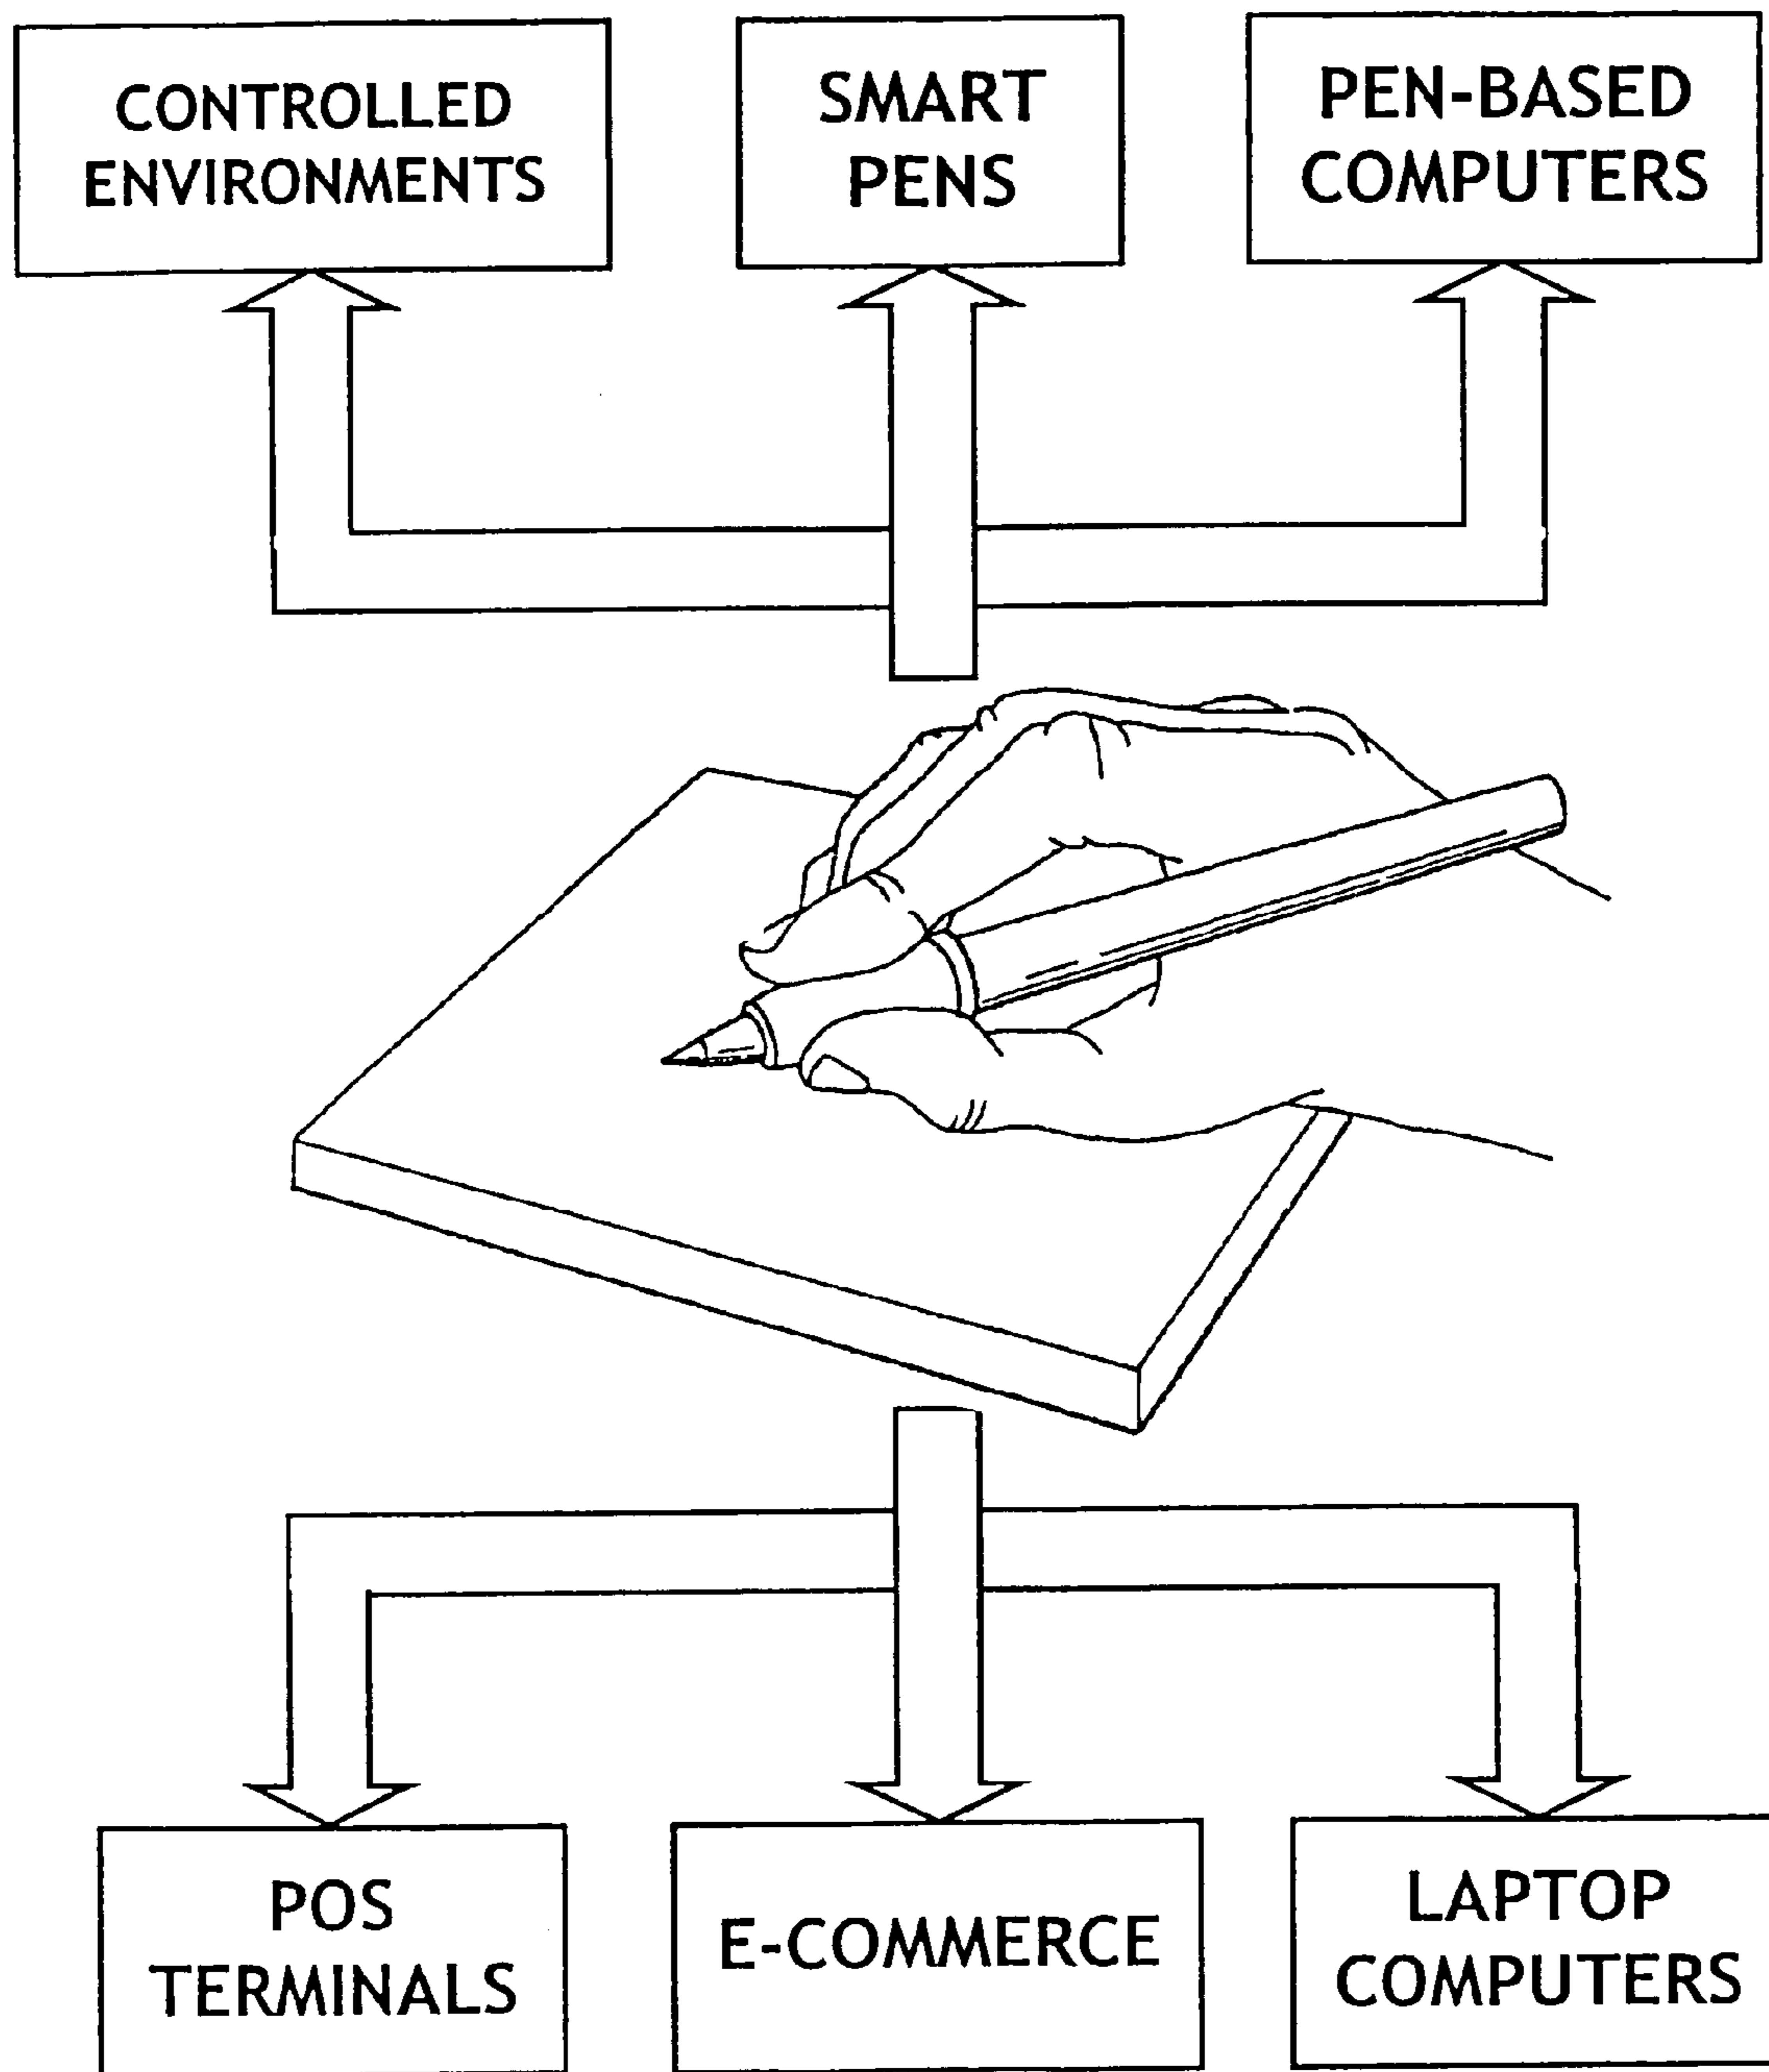 CONTROLLED
ENVIRONMENTS
SMART
PENS
PEN-BASED
COMPUTERS
POS
TERMINALS
E-COMMERCE
LAPTOP
COMPUTERS